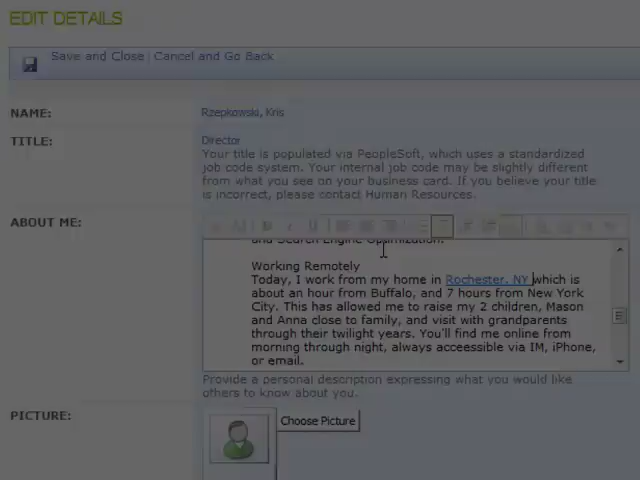 EDIT DETAILS
Save and Close | Cancel and Go Back
NAME: Rzepkowski, Kris
TITLE: Director
Your title is populated via PeopleSoft, which uses a standardized
job code system. Your internal job code may be slightly different
from what you see on your business card. If you believe your title
is incorrect, please contact Human Resources.
ABOUT ME:
and Search Engine Optimization.
Working Remotely
Today, I work from my home in Rochester, NY which is
about an hour from Buffalo, and 7 hours from New York
City. This has allowed me to raise my 2 children, Mason
and Anna close to family, and visit with grandparents
through their twilight years. You'll find me online from
morning through night, always accessible via IM, iPhone,
or email.
Provide a personal description expressing what you would like
others to know about you.
PICTURE:
Choose Picture